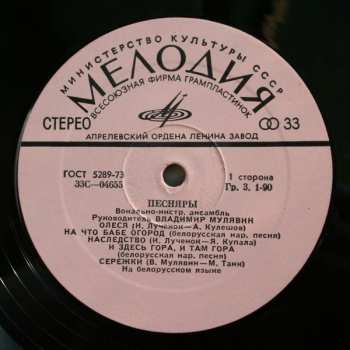 МИНИСТЕРСТВО КУЛЬТУРЫ СССР
МЕЛОДИЯ
ВСЕСОЮЗНАЯ ФИРМА ГРАМПЛАСТИНОК
СТЕРЕО
33
АПРЕЛЕВСКИЙ ОРДЕНА ЛЕНИНА ЗАВОД
ГОСТ 5289-73
1 сторона
33С—04655
Гр. 3. 1-90
ПЕСНЯРЫ
Вокально-инстр. ансамбль
Руководитель ВЛАДИМИР МУЛЯВИН
ОЛЕСЯ (И. Лученок—А. Кулешов)
НА ЧТО БАБЕ ОГОРОД (белорусская нар. песня)
НАСЛЕДСТВО (И. Лученок—Я. Купала)
И ЗДЕСЬ ГОРА, И ТАМ ГОРА
(белорусская нар. песня)
СЕРЕЖКИ (В. Мулявин—М. Танк)
На белорусском языке